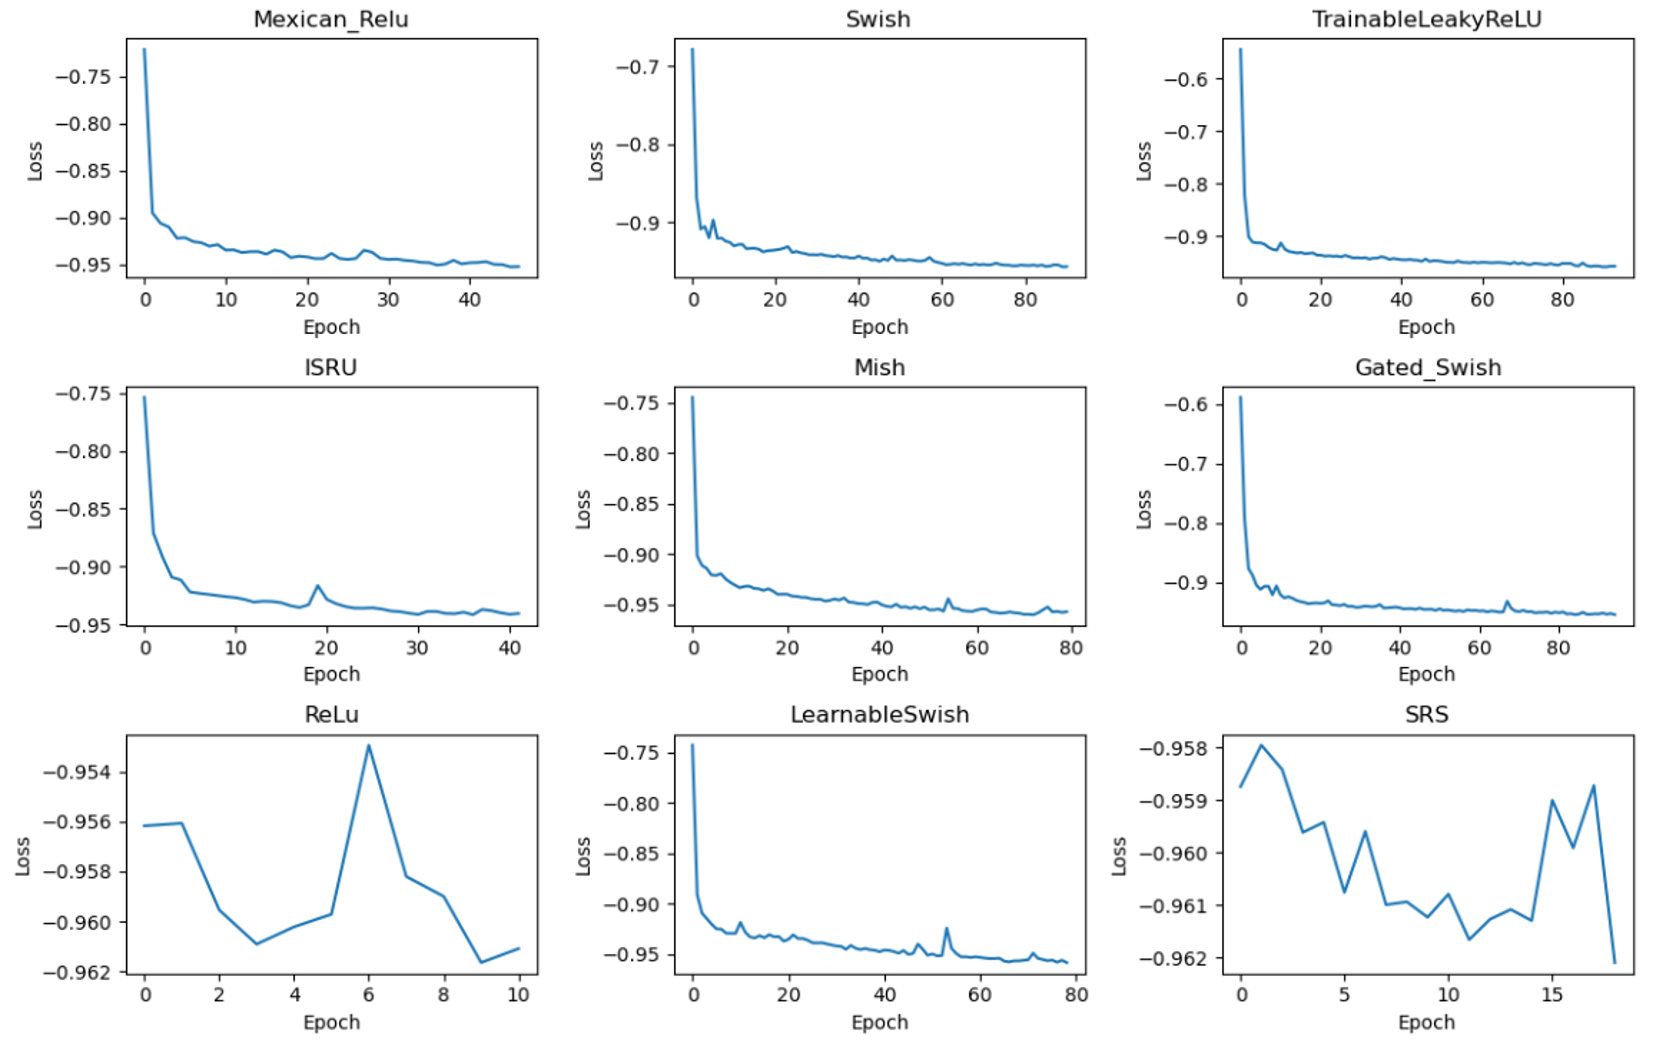 Mexican_Relu
Swish
TrainableLeakyReLU
−0.75
−0.80
−0.85
−0.90
−0.95
Loss
0 10 20 30 40
Epoch
−0.7
−0.8
−0.9
Loss
0 20 40 60 80
Epoch
−0.6
−0.7
−0.8
−0.9
Loss
0 20 40 60 80
Epoch
ISRU
Mish
Gated_Swish
−0.75
−0.80
−0.85
−0.90
−0.95
Loss
0 10 20 30 40
Epoch
−0.75
−0.80
−0.85
−0.90
−0.95
Loss
0 20 40 60 80
Epoch
−0.6
−0.7
−0.8
−0.9
Loss
0 20 40 60 80
Epoch
ReLu
LearnableSwish
SRS
−0.954
−0.956
−0.958
−0.960
−0.962
Loss
0 2 4 6 8 10
Epoch
−0.75
−0.80
−0.85
−0.90
−0.95
Loss
0 20 40 60 80
Epoch
−0.958
−0.959
−0.960
−0.961
−0.962
Loss
0 5 10 15
Epoch